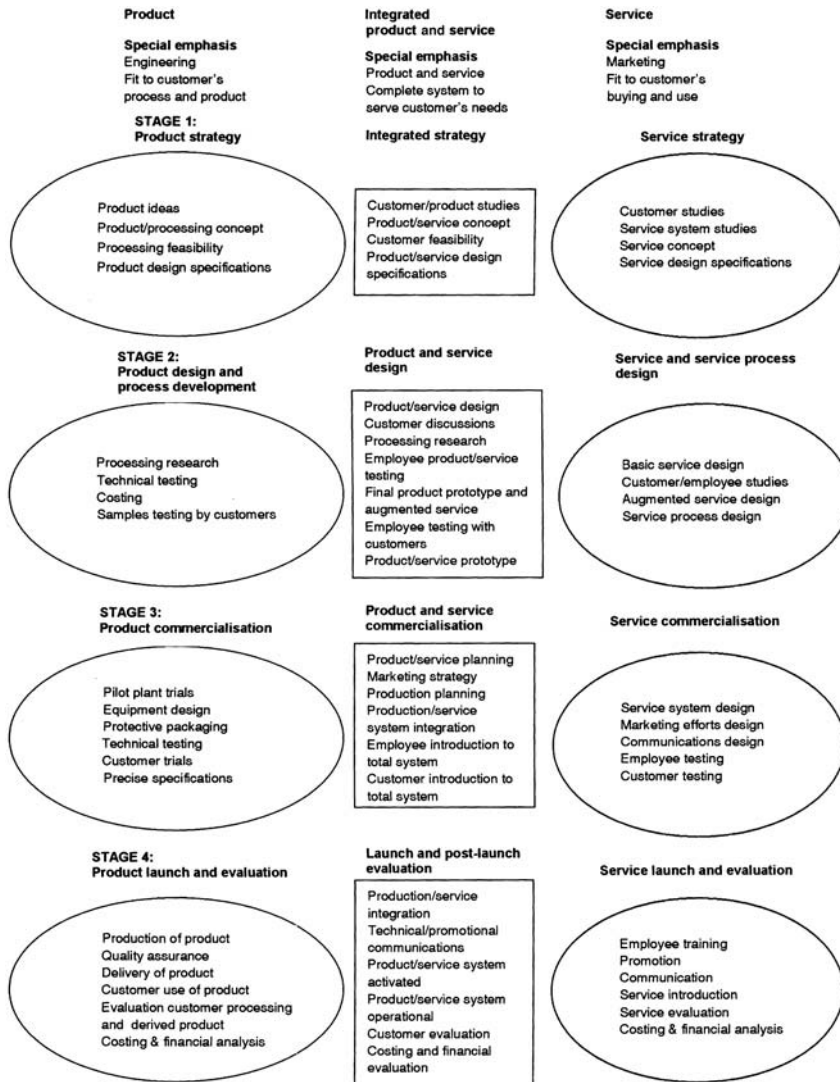 Product
Special emphasis
Engineering
Fit to customer's
process and product
Integrated
product and service
Special emphasis
Product and service
Complete system to
serve customer's needs
Service
Special emphasis
Marketing
Fit to customer's
buying and use
STAGE 1:
Product strategy
Integrated strategy
Service strategy
Product ideas
Product/processing concept
Processing feasibility
Product design specifications
Customer/product studies
Product/service concept
Customer feasibility
Product/service design
specifications
Customer studies
Service system studies
Service concept
Service design specifications
STAGE 2:
Product design and
process development
Product and service
design
Service and service process
design
Processing research
Technical testing
Costing
Samples testing by customers
Product/service design
Customer discussions
Processing research
Employee product/service
testing
Final product prototype and
augmented service
Employee testing with
customers
Product/service prototype
Basic service design
Customer/employee studies
Augmented service design
Service process design
STAGE 3:
Product commercialisation
Product and service
commercialisation
Service commercialisation
Pilot plant trials
Equipment design
Protective packaging
Technical testing
Customer trials
Precise specifications
Product/service planning
Marketing strategy
Production planning
Production/service
system integration
Employee introduction to
total system
Customer introduction to
total system
Service system design
Marketing efforts design
Communications design
Employee testing
Customer testing
STAGE 4:
Product launch and evaluation
Launch and post-launch
evaluation
Service launch and evaluation
Production of product
Quality assurance
Delivery of product
Customer use of product
Evaluation customer processing
and derived product
Costing & financial analysis
Production/service
integration
Technical/promotional
communications
Product/service system
activated
Product/service system
operational
Customer evaluation
Costing and financial
evaluation
Employee training
Promotion
Communication
Service introduction
Service evaluation
Costing & financial analysis